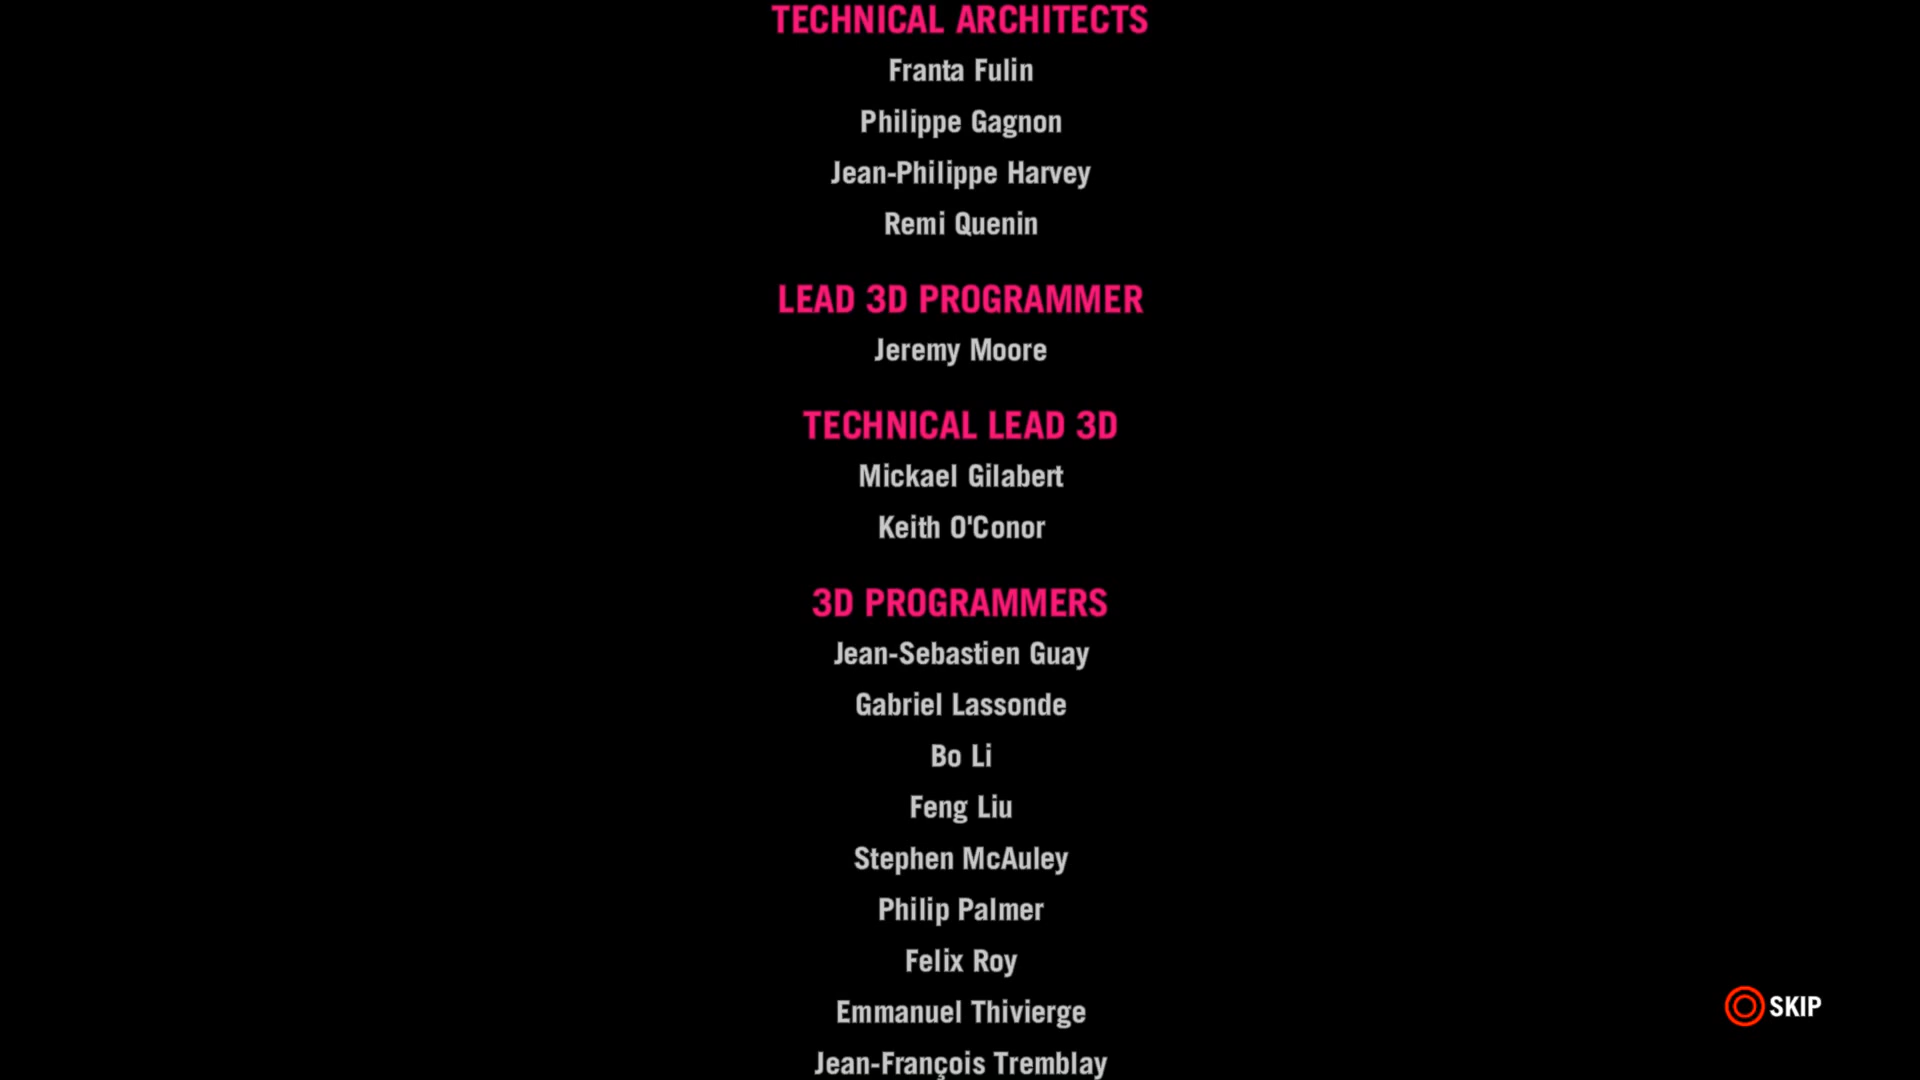 TECHNICAL ARCHITECTS
Franta Fulin
Philippe Gagnon
Jean-Philippe Harvey
Remi Quenin
LEAD 3D PROGRAMMER
Jeremy Moore
TECHNICAL LEAD 3D
Mickael Gilabert
Keith O'Conor
3D PROGRAMMERS
Jean-Sebastien Guay
Gabriel Lassonde
Bo Li
Feng Liu
Stephen McAuley
Philip Palmer
Felix Roy
Emmanuel Thivierge
SKIP
Jean-François Tremblay